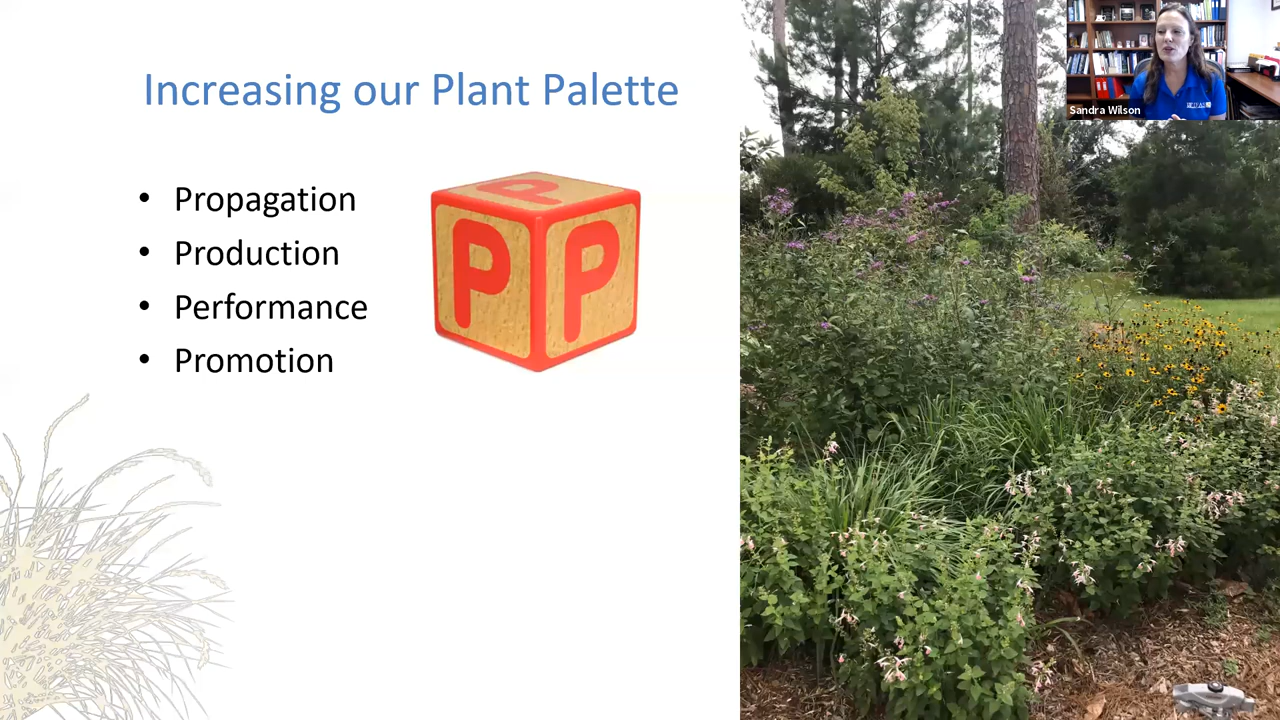 Increasing our Plant Palette
• Propagation
• Production
• Performance
• Promotion
P
P
P
Sandra Wilson